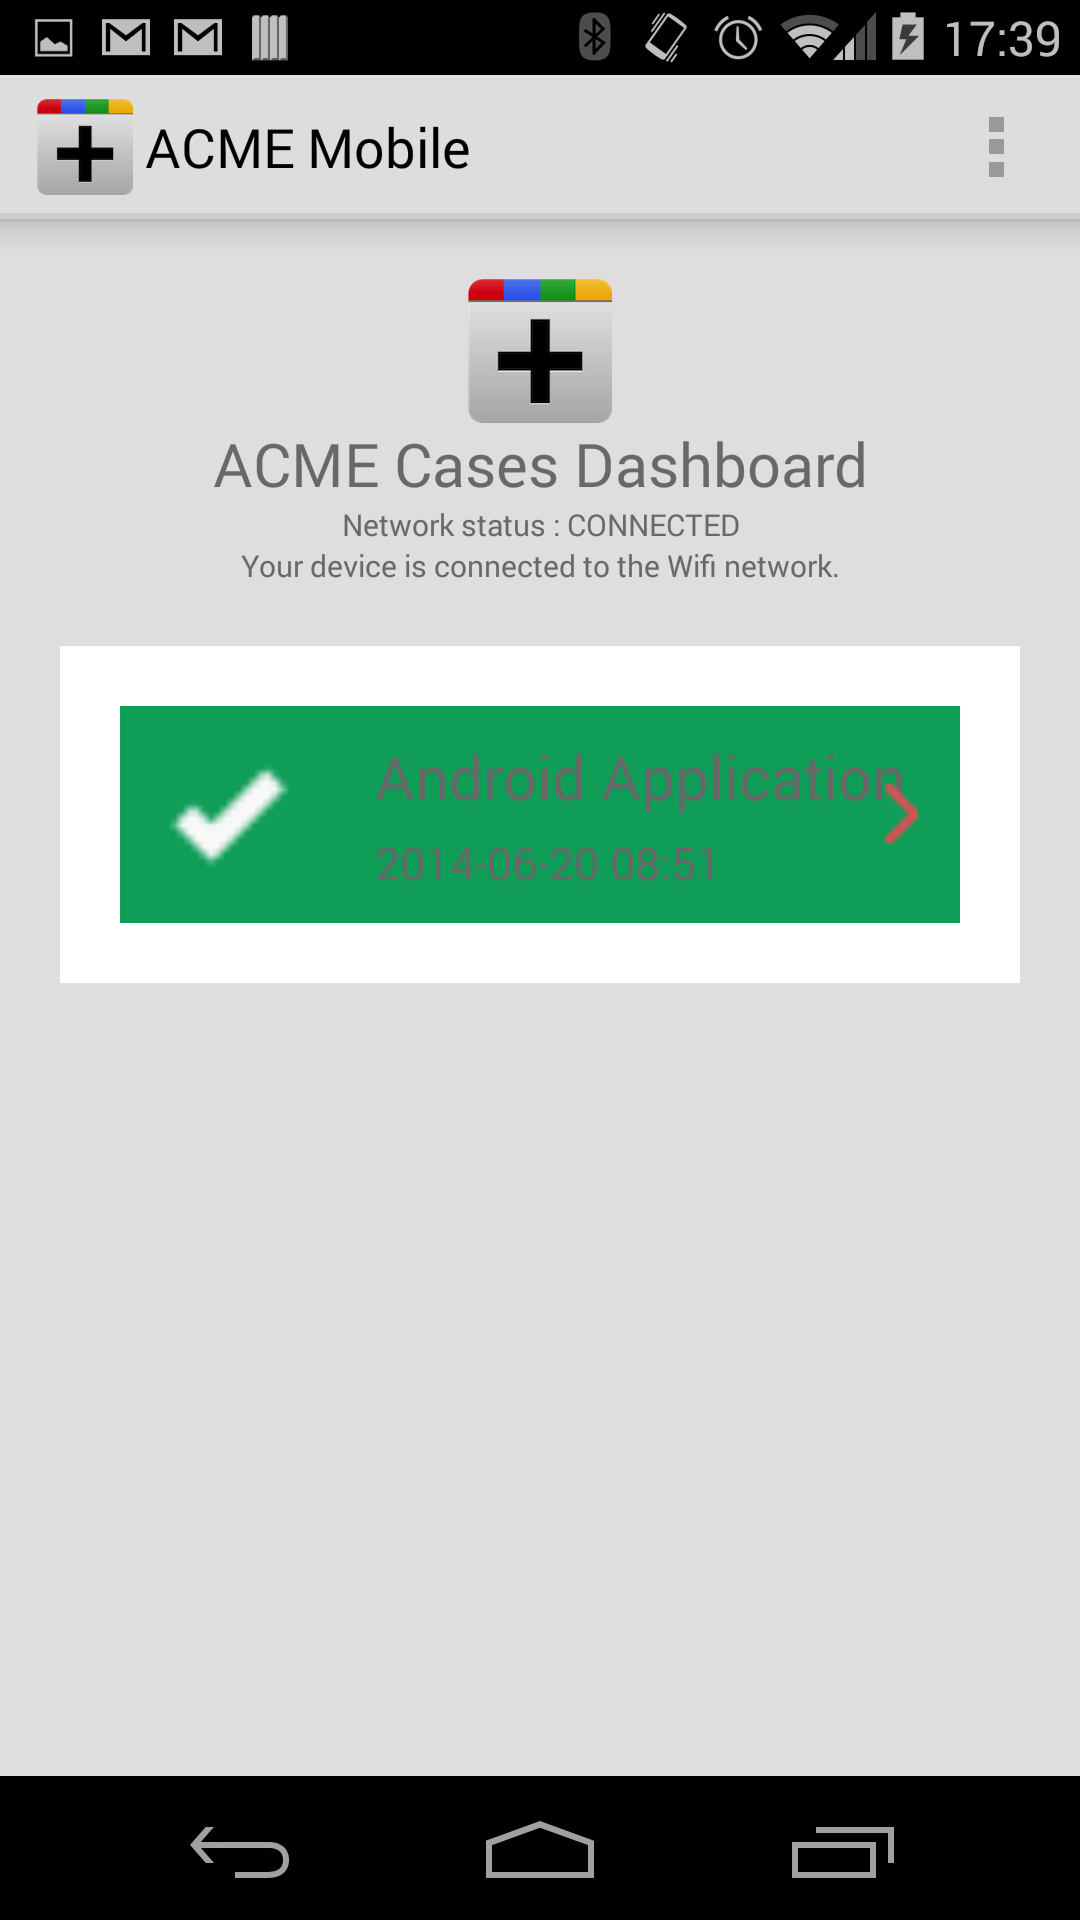 17:39
ACME Mobile
ACME Cases Dashboard
Network status : CONNECTED
Your device is connected to the Wifi network.
Android Application
2014-06-20 08:51